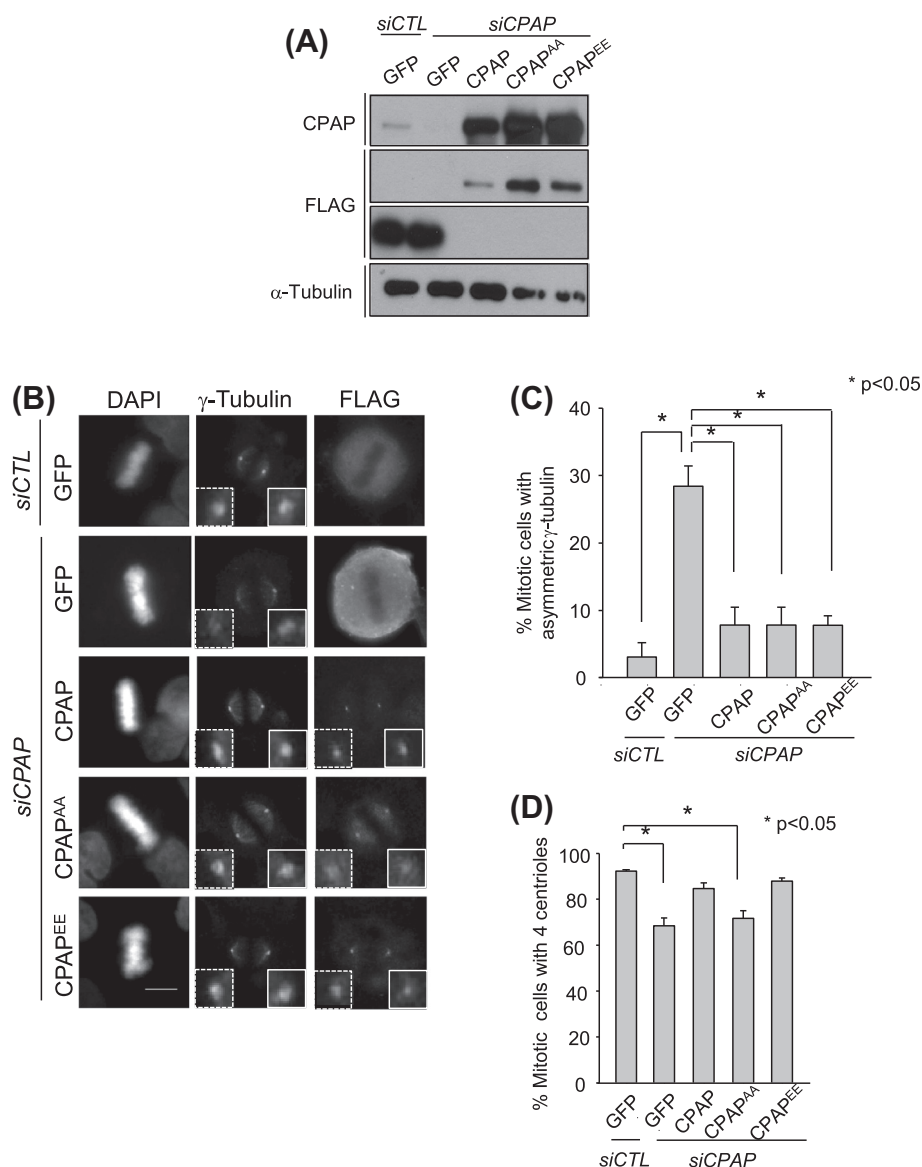 (A)
siCTL siCPAP
GFP GFP CPAP CPAPAA CPAPEE
CPAP
FLAG
α-Tubulin
(B)
DAPI γ-Tubulin FLAG
siCTL
GFP
siCPAP
GFP
CPAP
CPAPAA
CPAPEE
(C)
* p<0.05
% Mitotic cells with
asymmetricγ-tubulin
40
30
20
10
0
* * * *
GFP GFP CPAP CPAPAA CPAPEE
siCTL siCPAP
(D)
* p<0.05
% Mitotic cells with 4 centrioles
100
80
60
40
20
0
* *
GFP GFP CPAP CPAPAA CPAPEE
siCTL siCPAP